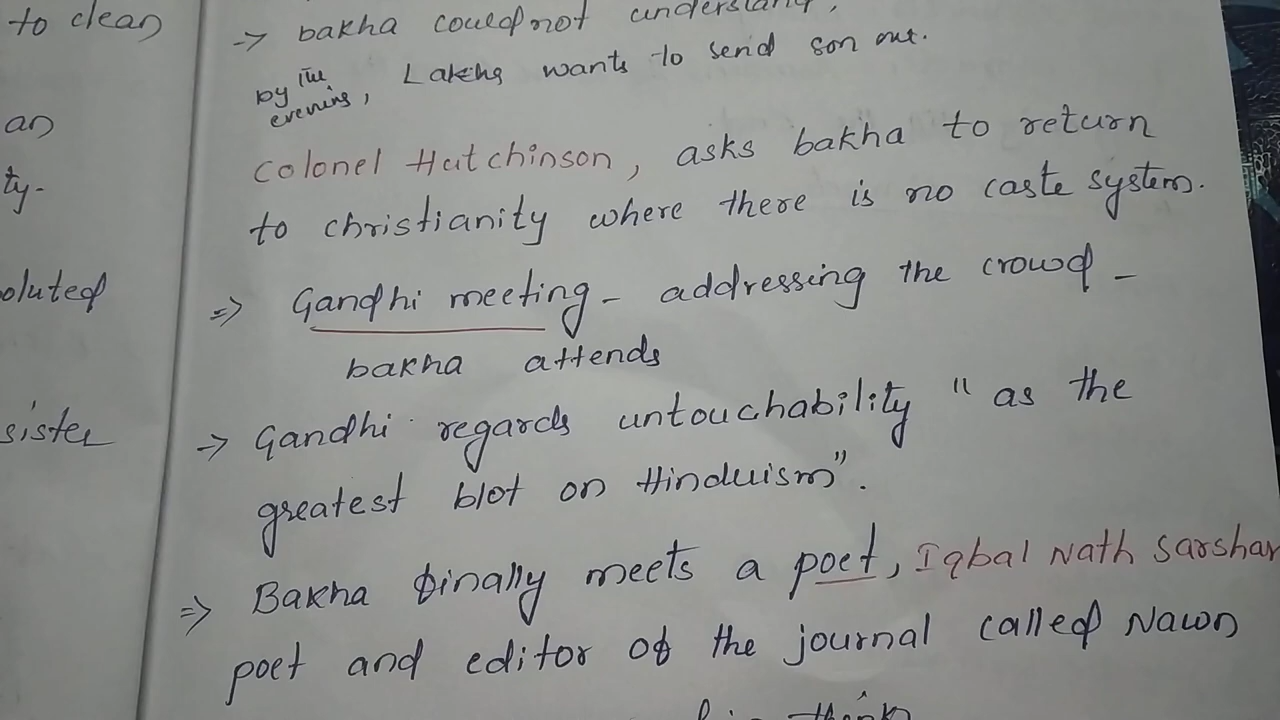 to clean
an
ty-
oluted
sister
-> bakha could not understand,
by the evening, Lakha wants to send son out.
colonel Hutchinson, asks bakha to return
to christianity where there is no caste system.
=> Gandhi meeting - addressing the crowd -
bakha attends
-> Gandhi regards untouchability "as the
greatest blot on Hinduism".
=> Bakha finally meets a poet, Iqbal Nath Sarshar
poet and editor of the journal called Nawn
think